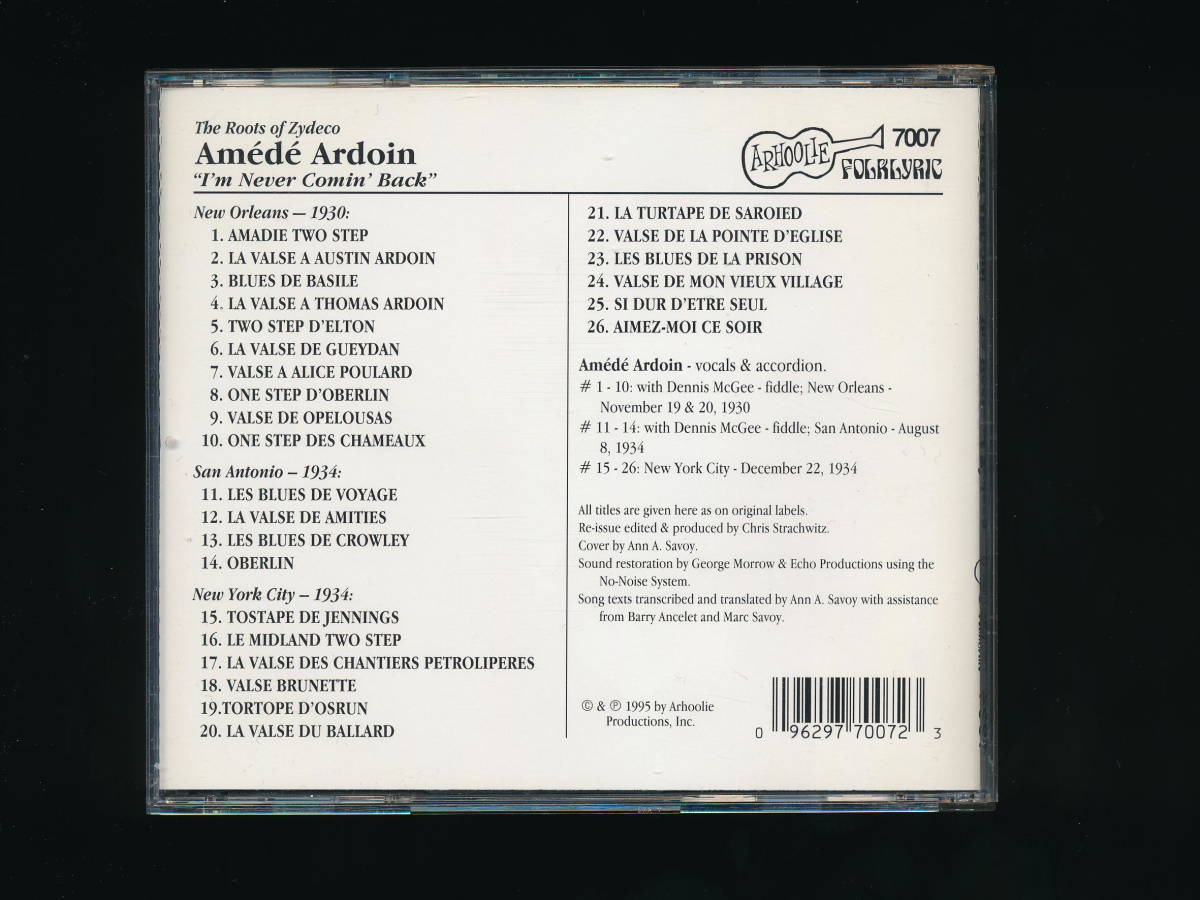 The Roots of Zydeco
Amédé Ardoin
"I'm Never Comin' Back"
ARHOOLIE
7007
FOLKLYRIC
New Orleans — 1930:
1. AMADIE TWO STEP
2. LA VALSE A AUSTIN ARDOIN
3. BLUES DE BASILE
4. LA VALSE A THOMAS ARDOIN
5. TWO STEP D'ELTON
6. LA VALSE DE GUEYDAN
7. VALSE A ALICE POULARD
8. ONE STEP D'OBERLIN
9. VALSE DE OPELOUSAS
10. ONE STEP DES CHAMEAUX
San Antonio – 1934:
11. LES BLUES DE VOYAGE
12. LA VALSE DE AMITIES
13. LES BLUES DE CROWLEY
14. OBERLIN
New York City – 1934:
15. TOSTAPE DE JENNINGS
16. LE MIDLAND TWO STEP
17. LA VALSE DES CHANTIERS PETROLIPERES
18. VALSE BRUNETTE
19.TORTOPE D'OSRUN
20. LA VALSE DU BALLARD
21. LA TURTAPE DE SAROIED
22. VALSE DE LA POINTE D'EGLISE
23. LES BLUES DE LA PRISON
24. VALSE DE MON VIEUX VILLAGE
25. SI DUR D'ETRE SEUL
26. AIMEZ-MOI CE SOIR
Amédé Ardoin - vocals & accordion.
# 1 - 10: with Dennis McGee - fiddle; New Orleans -
November 19 & 20, 1930
# 11 - 14: with Dennis McGee - fiddle; San Antonio - August
8, 1934
# 15 - 26: New York City - December 22, 1934
All titles are given here as on original labels.
Re-issue edited & produced by Chris Strachwitz.
Cover by Ann A. Savoy.
Sound restoration by George Morrow & Echo Productions using the
No-Noise System.
Song texts transcribed and translated by Ann A. Savoy with assistance
from Barry Ancelet and Marc Savoy.
© & ℗ 1995 by Arhoolie
Productions, Inc.
0 96297 70072 3